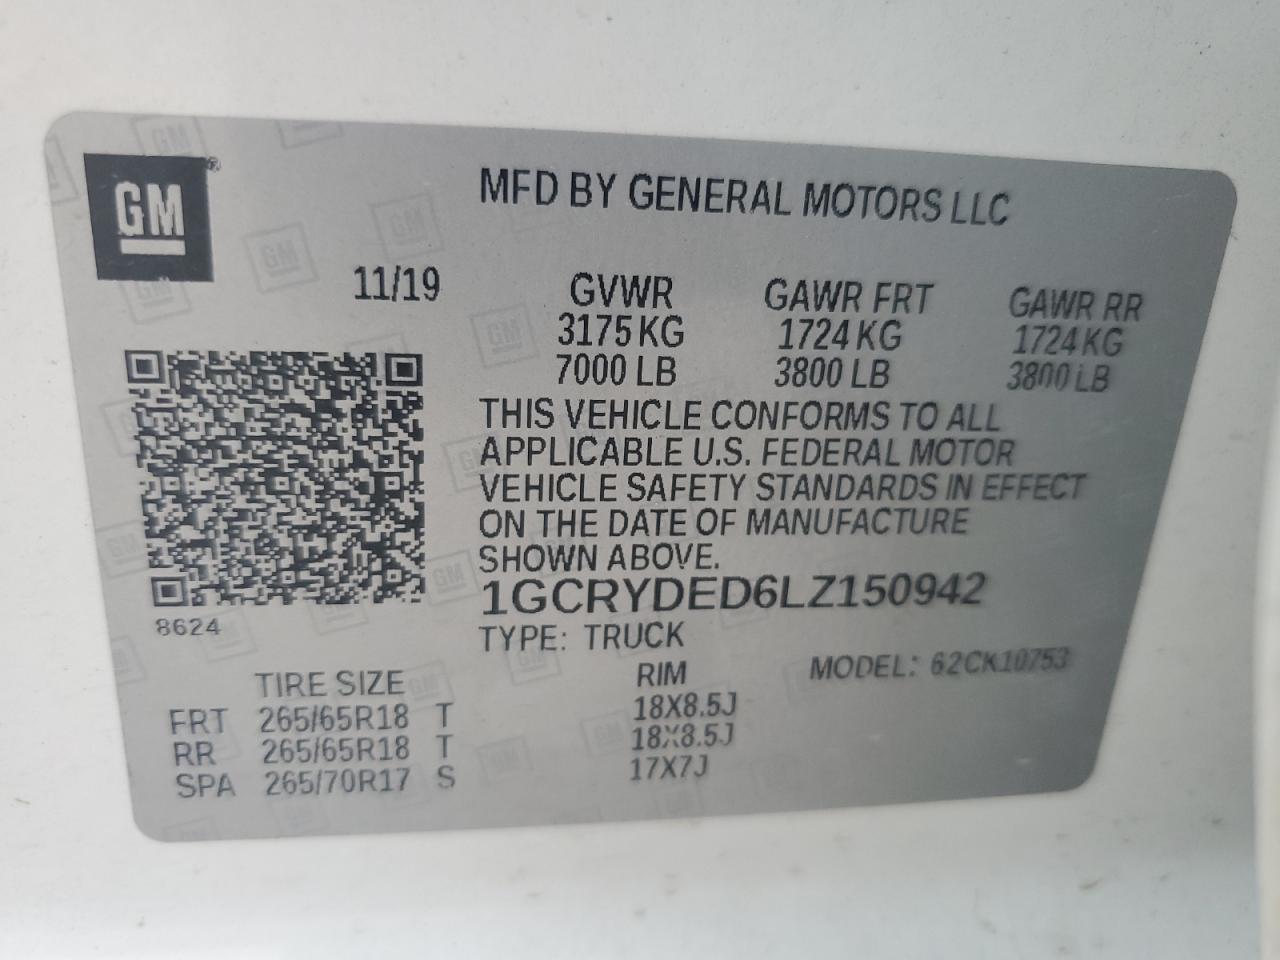 GM ®
MFD BY GENERAL MOTORS LLC
11/19 GVWR GAWR FRT GAWR RR
3175 KG 1724 KG 1724 KG
7000 LB 3800 LB 3800 LB
THIS VEHICLE CONFORMS TO ALL
APPLICABLE U.S. FEDERAL MOTOR
VEHICLE SAFETY STANDARDS IN EFFECT
ON THE DATE OF MANUFACTURE
SHOWN ABOVE.
1GCRYDED6LZ150942
8624
TYPE: TRUCK
MODEL: 62CK10753
TIRE SIZE RIM
FRT 265/65R18 T 18X8.5J
RR 265/65R18 T 18X8.5J
SPA 265/70R17 S 17X7J